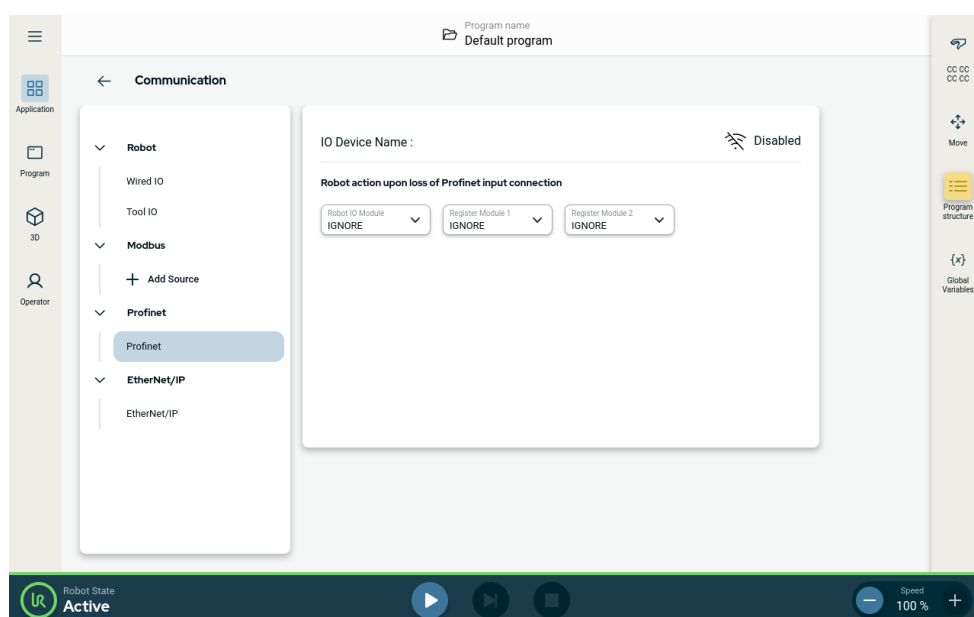 Program name
Default program
Application
Program
3D
Operator
Communication
Robot
Wired IO
Tool IO
Modbus
Add Source
Profinet
Profinet
EtherNet/IP
EtherNet/IP
IO Device Name :
Disabled
Robot action upon loss of Profinet input connection
Robot IO Module
IGNORE
Register Module 1
IGNORE
Register Module 2
IGNORE
CC CC
CC CC
Move
Program
structure
{x}
Global
Variables
Robot State
Active
Speed
100 %